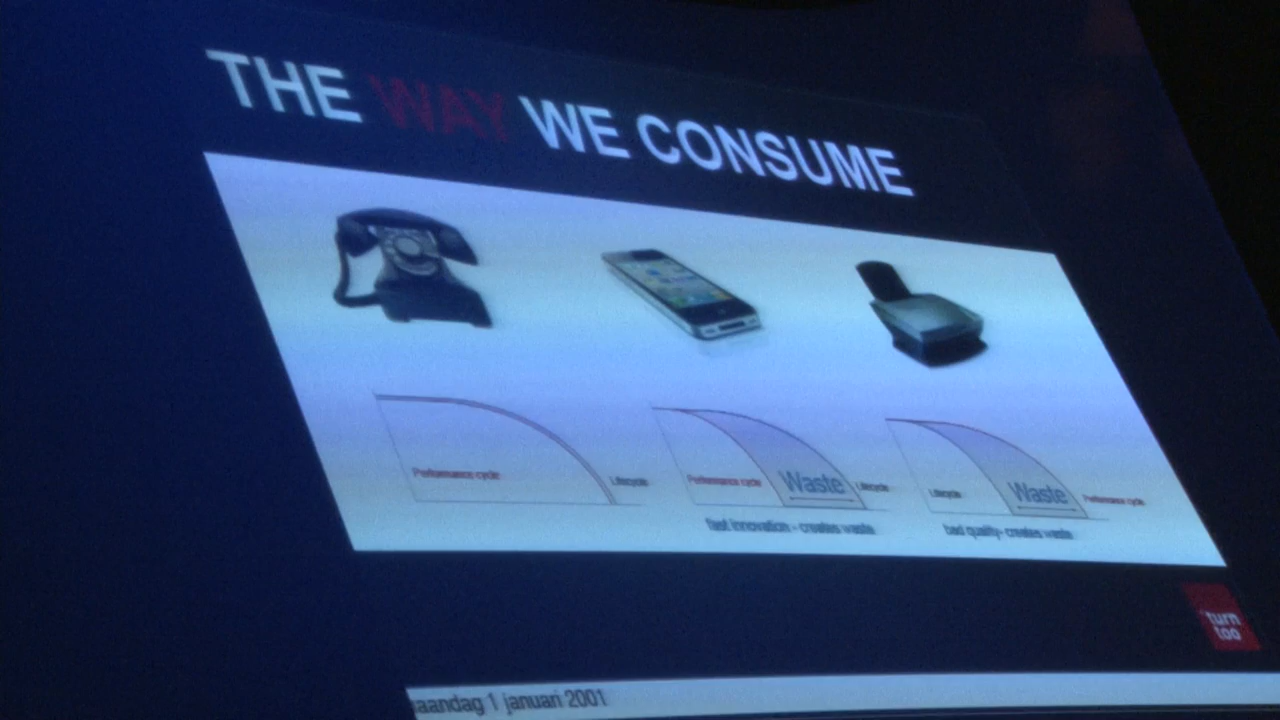 THE WAY WE CONSUME
Performance cycle
Lifecycle
Performance cycle
Waste
Lifecycle
fast innovation - creates waste
Lifecycle
Waste
Performance cycle
bad quality- creates waste
turn
too
aandag 1 januari 2001